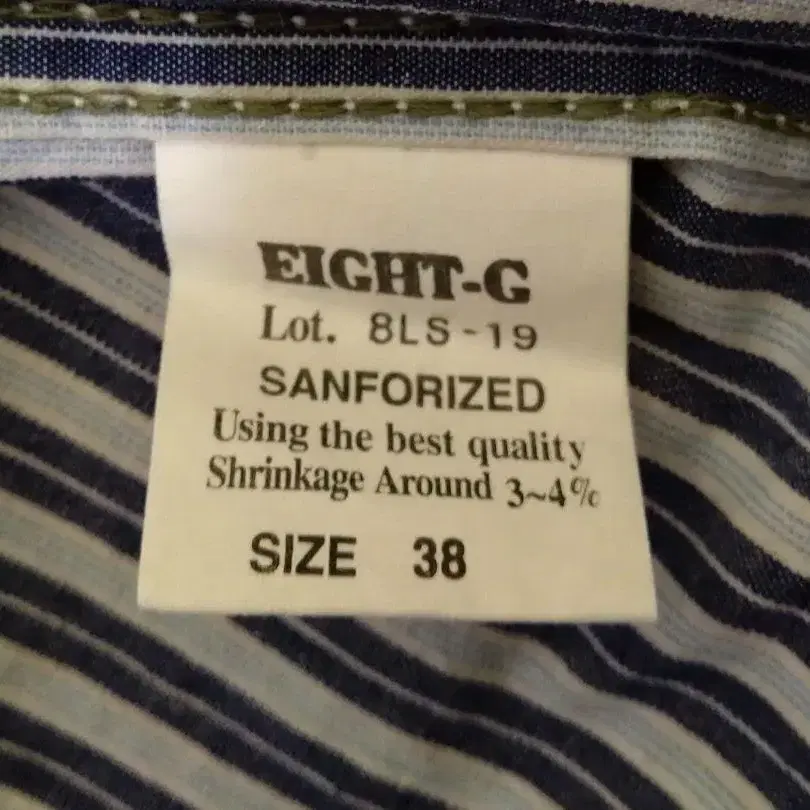 EIGHT-G
Lot. 8LS-19
SANFORIZED
Using the best quality
Shrinkage Around 3~4%
SIZE 38